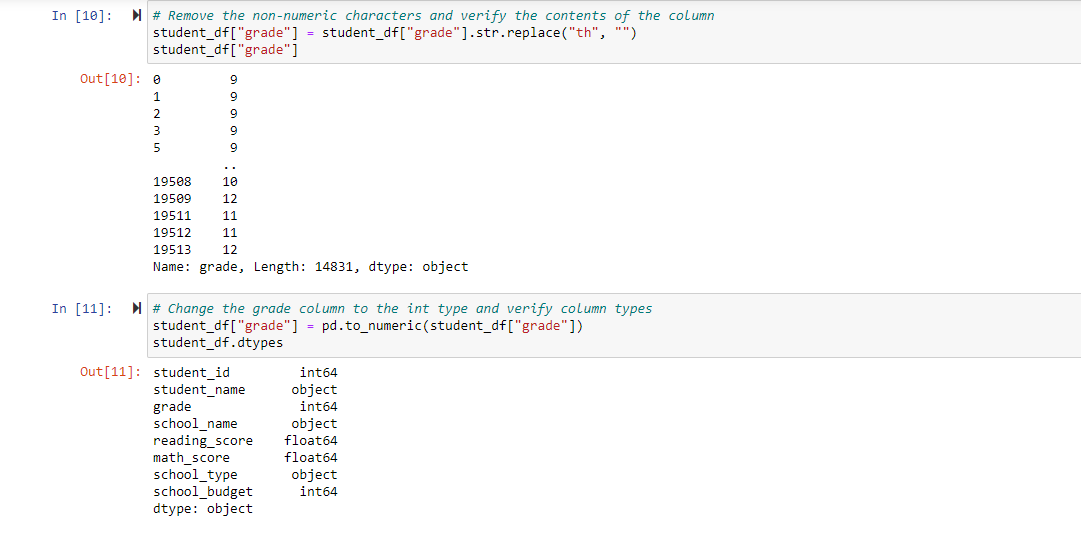 In [10]: # Remove the non-numeric characters and verify the contents of the column
student_df["grade"] = student_df["grade"].str.replace("th", "")
student_df["grade"]
Out[10]: 0 9
1 9
2 9
3 9
5 9
..
19508 10
19509 12
19511 11
19512 11
19513 12
Name: grade, Length: 14831, dtype: object
In [11]: # Change the grade column to the int type and verify column types
student_df["grade"] = pd.to_numeric(student_df["grade"])
student_df.dtypes
Out[11]: student_id int64
student_name object
grade int64
school_name object
reading_score float64
math_score float64
school_type object
school_budget int64
dtype: object